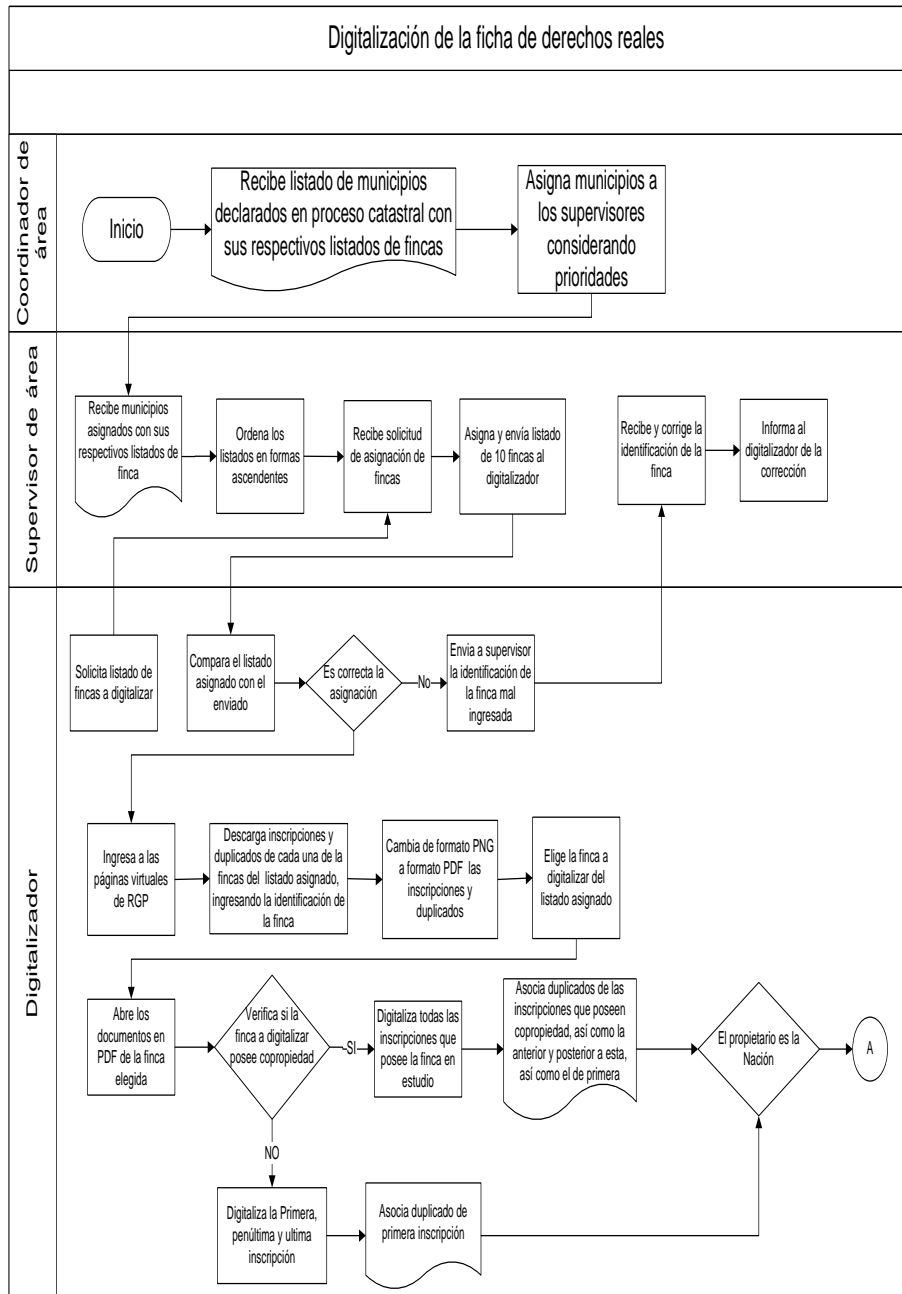 Digitalización de la ficha de derechos reales
Coordinador de
área
Inicio
Recibe listado de municipios
declarados en proceso catastral con
sus respectivos listados de fincas
Asigna municipios a
los supervisores
considerando
prioridades
Supervisor de área
Recibe municipios
asignados con sus
respectivos listados de
finca
Ordena los
listados en formas
ascendentes
Recibe solicitud
de asignación de
fincas
Asigna y envía listado
de 10 fincas al
digitalizador
Recibe y corrige la
identificación de la
finca
Informa al
digitalizador de la
corrección
Digitalizador
Solicita listado de
fincas a digitalizar
Compara el listado
asignado con el
enviado
Es correcta la
asignación
No
Envia a supervisor
la identificación de
la finca mal
ingresada
Ingresa a las
páginas virtuales
de RGP
Descarga inscripciones y
duplicados de cada una de la
fincas del listado asignado,
ingresando la identificación de
la finca
Cambia de formato PNG
a formato PDF las
inscripciones y
duplicados
Elige la finca a
digitalizar del
listado asignado
Abre los
documentos en
PDF de la finca
elegida
Verifica si la
finca a digitalizar
posee copropiedad
SI
Digitaliza todas las
inscripciones que
posee la finca en
estudio
Asocia duplicados de las
inscripciones que poseen
copropiedad, así como la
anterior y posterior a esta,
así como el de primera
El propietario es la
Nación
A
NO
Digitaliza la Primera,
penúltima y ultima
inscripción
Asocia duplicado de
primera inscripción